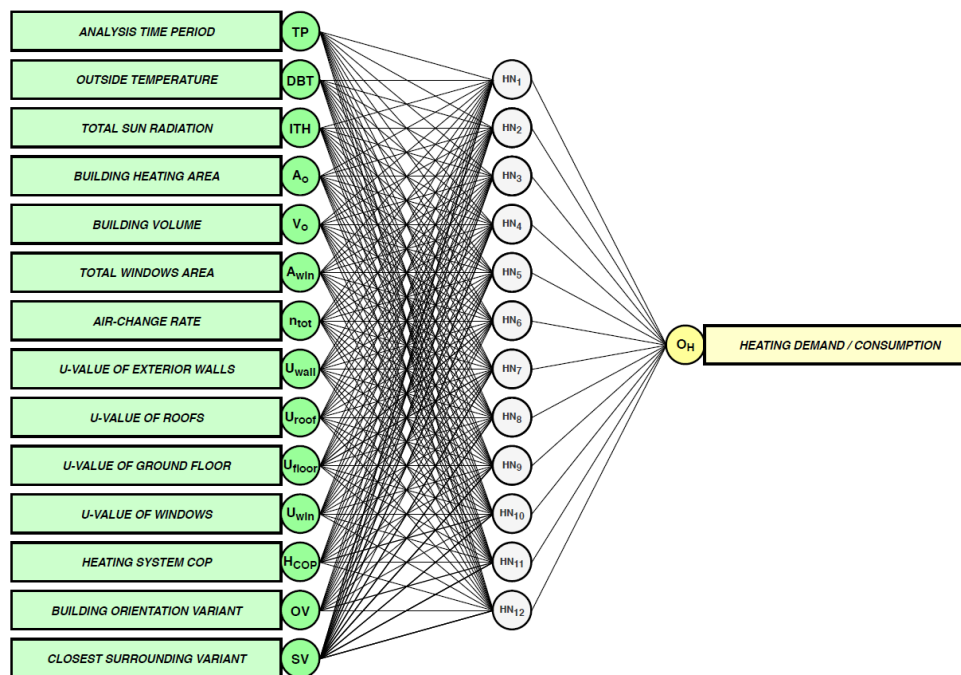 ANALYSIS TIME PERIOD TP
OUTSIDE TEMPERATURE DBT
TOTAL SUN RADIATION ITH
BUILDING HEATING AREA Ao
BUILDING VOLUME Vo
TOTAL WINDOWS AREA Awin
AIR-CHANGE RATE ntot
U-VALUE OF EXTERIOR WALLS Uwall
U-VALUE OF ROOFS Uroof
U-VALUE OF GROUND FLOOR Ufloor
U-VALUE OF WINDOWS Uwin
HEATING SYSTEM COP HCOP
BUILDING ORIENTATION VARIANT OV
CLOSEST SURROUNDING VARIANT SV
HN1
HN2
HN3
HN4
HN5
HN6
HN7
HN8
HN9
HN10
HN11
HN12
OH HEATING DEMAND / CONSUMPTION